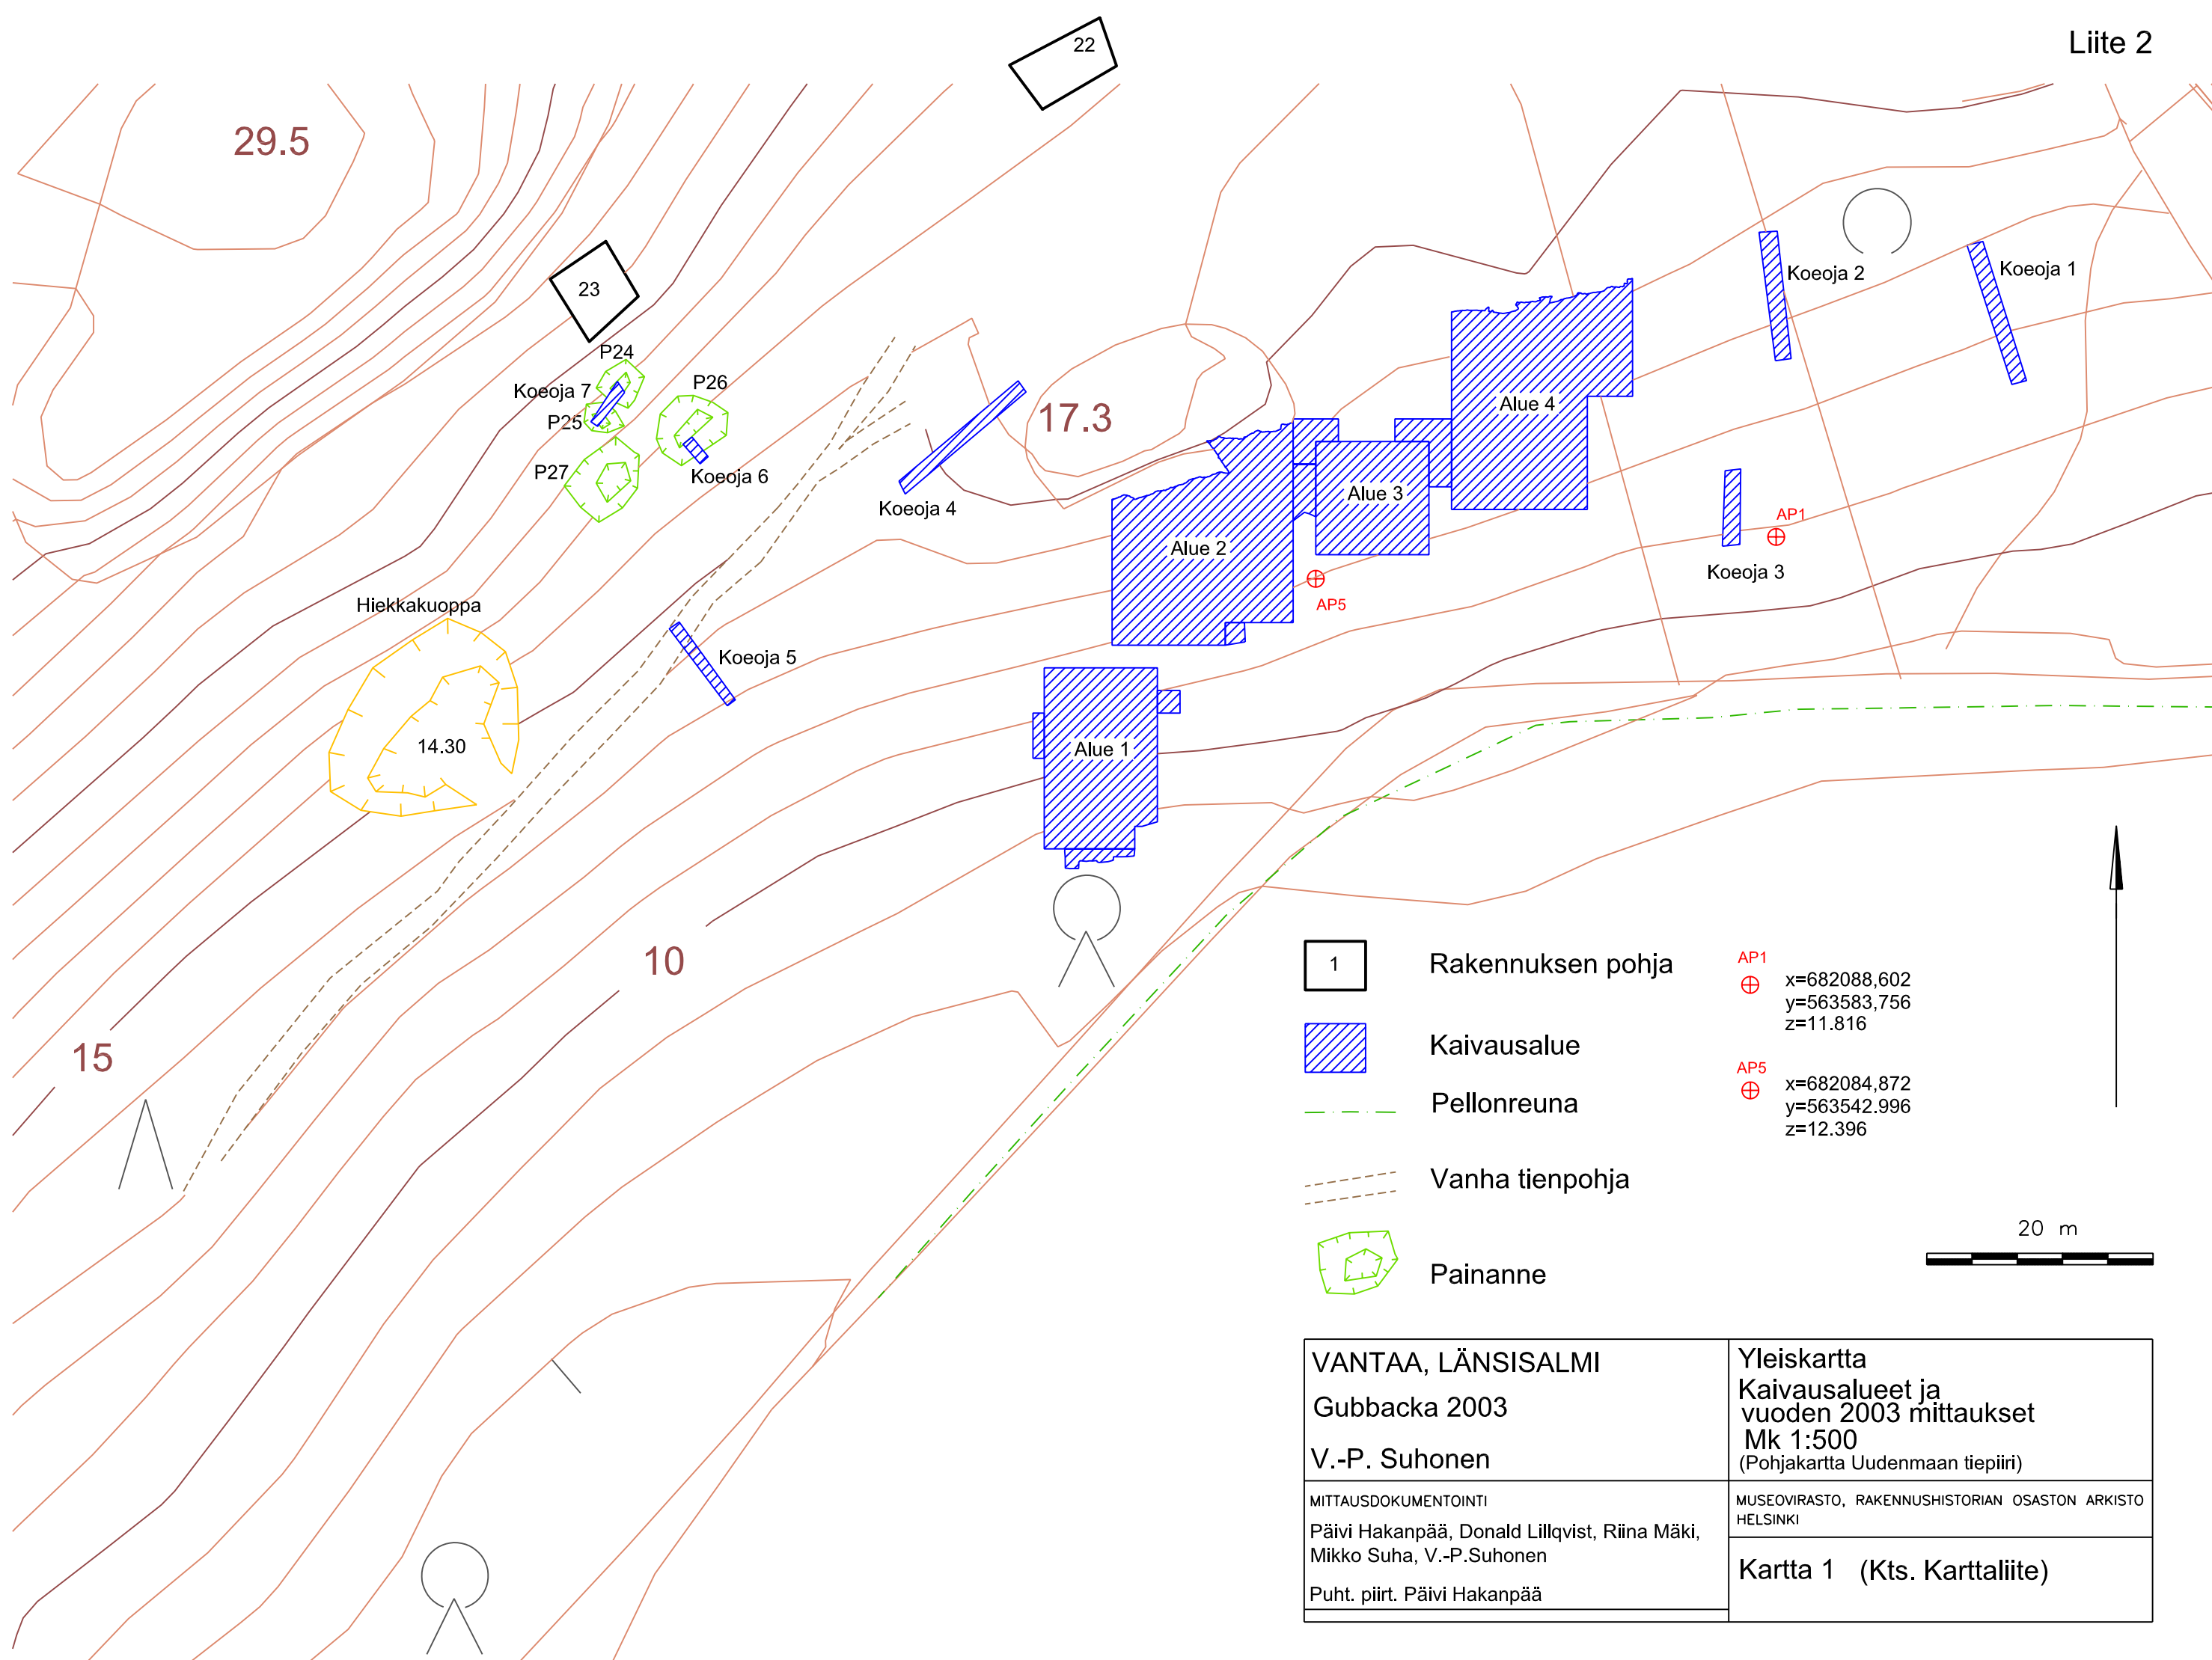 Liite 2
22
29.5
23
P24
Koeoja 7
P25
P26
P27
Koeoja 6
Koeoja 4
17.3
Koeoja 2
Koeoja 1
Alue 4
Alue 3
Alue 2
AP1
Koeoja 3
AP5
Hiekkakuoppa
Koeoja 5
14.30
Alue 1
10
15
1
Rakennuksen pohja
Kaivausalue
Pellonreuna
Vanha tienpohja
Painanne
AP1
x=682088,602
y=563583,756
z=11.816
AP5
x=682084,872
y=563542.996
z=12.396
20 m
VANTAA, LÄNSISALMI
Gubbacka 2003
V.-P. Suhonen
Yleiskartta
Kaivausalueet ja
vuoden 2003 mittaukset
Mk 1:500
(Pohjakartta Uudenmaan tiepiiri)
MITTAUSDOKUMENTOINTI
Päivi Hakanpää, Donald Lillqvist, Riina Mäki,
Mikko Suha, V.-P.Suhonen
Puht. piirt. Päivi Hakanpää
MUSEOVIRASTO, RAKENNUSHISTORIAN OSASTON ARKISTO
HELSINKI
Kartta 1 (Kts. Karttaliite)